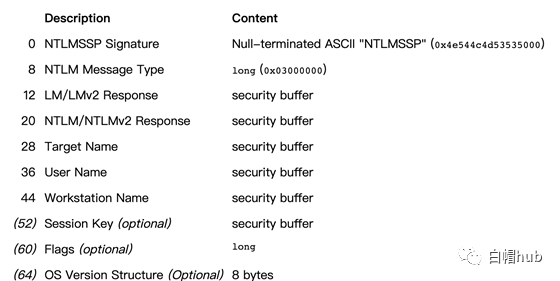 Description Content
0 NTLMSSP Signature Null-terminated ASCII "NTLMSSP" (0x4e544c4d53535000)
8 NTLM Message Type long (0x03000000)
12 LM/LMv2 Response security buffer
20 NTLM/NTLMv2 Response security buffer
28 Target Name security buffer
36 User Name security buffer
44 Workstation Name security buffer
(52) Session Key (optional) security buffer
(60) Flags (optional) long
(64) OS Version Structure (Optional) 8 bytes
白帽hub